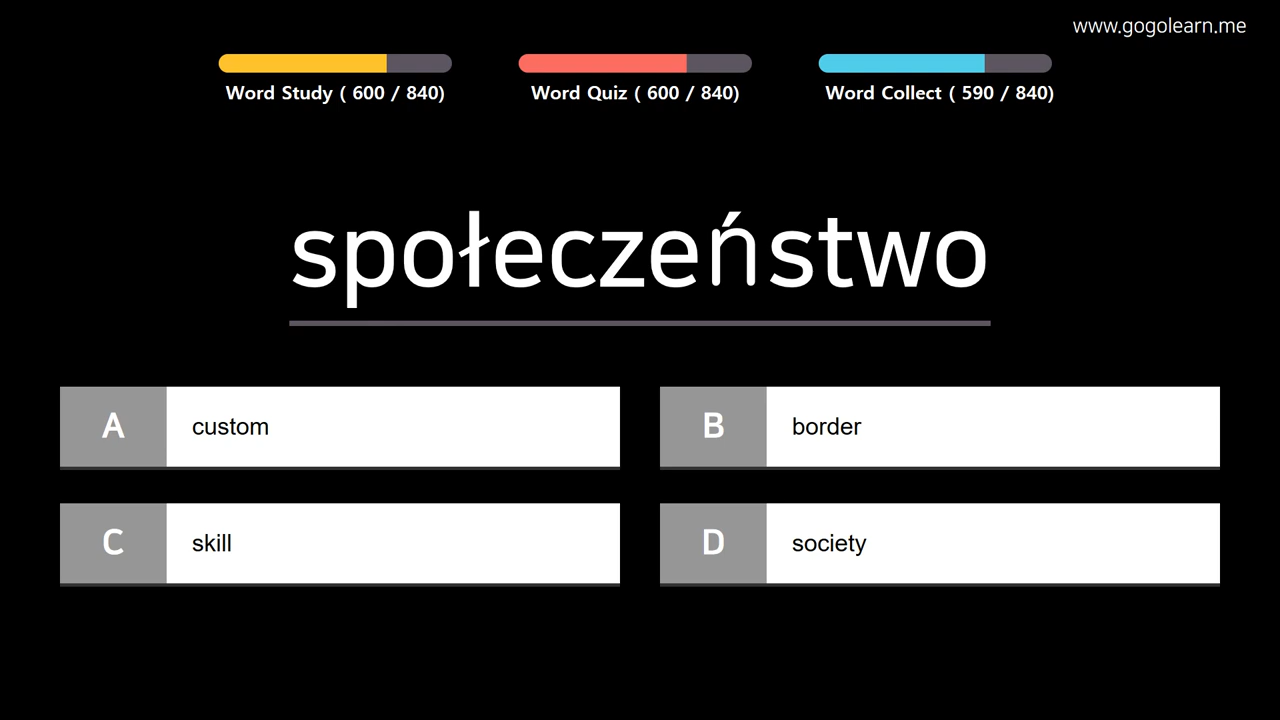 www.gogolearn.me
Word Study ( 600 / 840)
Word Quiz ( 600 / 840)
Word Collect ( 590 / 840)
społeczeństwo
A custom
B border
C skill
D society